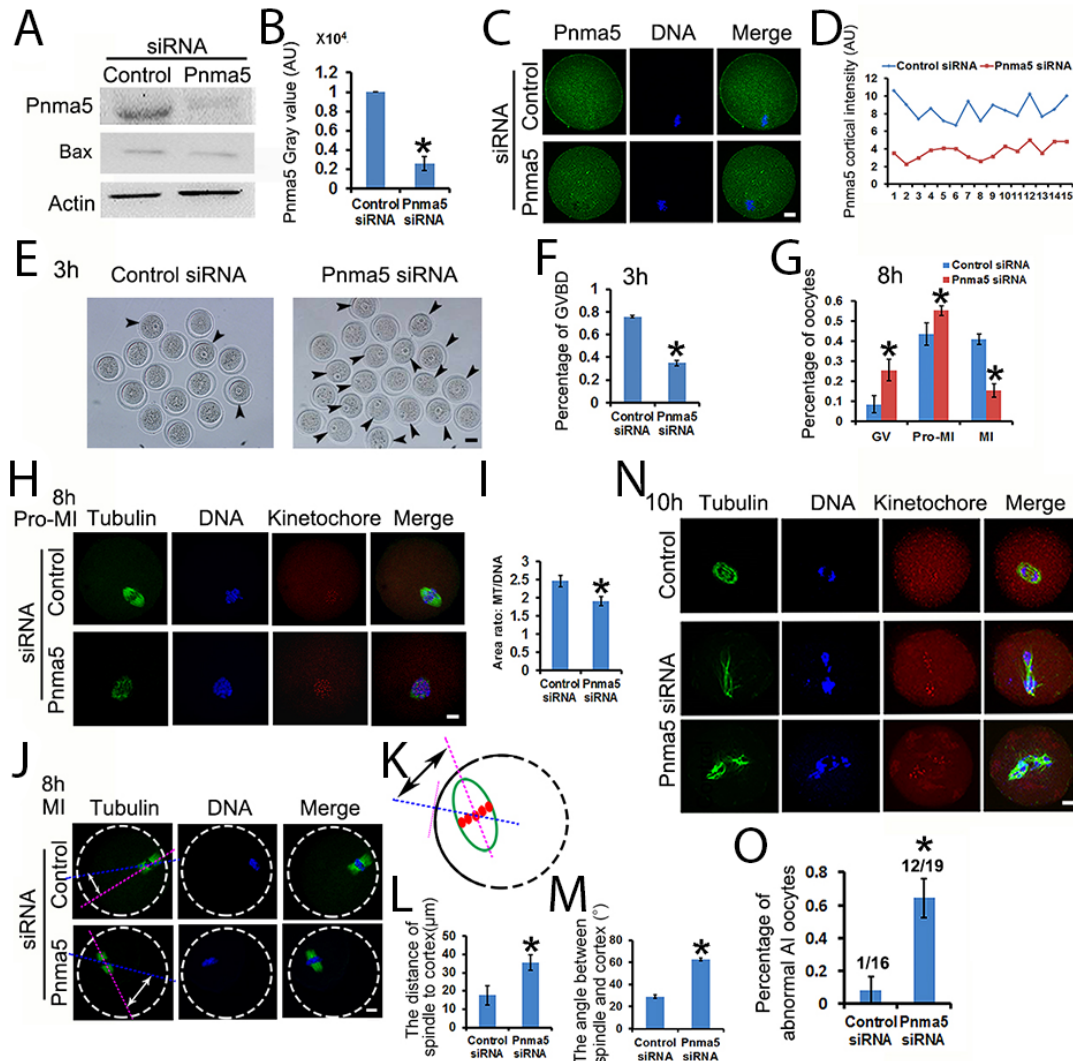 A
siRNA
Control Pnma5
Pnma5
Bax
Actin
B
X10⁴
Pnma5 Gray value (AU)
1.2
1
0.8
0.6
0.4
0.2
0
*
Control siRNA
Pnma5 siRNA
C
Pnma5 DNA Merge
siRNA
Control
Pnma5
D
Control siRNA Pnma5 siRNA
Pnma5 cortical intensity (AU)
12
10
8
6
4
2
0
1 2 3 4 5 6 7 8 9 10 11 12 13 14 15
E
3h
Control siRNA Pnma5 siRNA
F
3h
Percentage of GVBD
1
0.8
0.6
0.4
0.2
0
*
Control siRNA
Pnma5 siRNA
G
8h
Control siRNA
Pnma5 siRNA
Percentage of oocytes
0.6
0.5
0.4
0.3
0.2
0.1
0
* * *
GV Pro-MI MI
H
8h
Pro-MI
Tubulin DNA Kinetochore Merge
siRNA
Control
Pnma5
I
Area rato: MT/DNA
3
2.5
2
1.5
1
0.5
0
*
Control siRNA
Pnma5 siRNA
N
10h
Tubulin DNA Kinetochore Merge
Control
Pnma5 siRNA
J
8h
MI
Tubulin DNA Merge
siRNA
Control
Pnma5
K
L
The distance of
spindle to cortex(µm)
50
40
30
20
10
0
*
Control siRNA
Pnma5 siRNA
M
The angle between
spindle and cortex (°)
80
60
40
20
0
*
Control siRNA
Pnma5 siRNA
O
Percentage of
abnormal AI oocytes
0.8
0.6
0.4
0.2
0
1/16
*
12/19
Control siRNA
Pnma5 siRNA